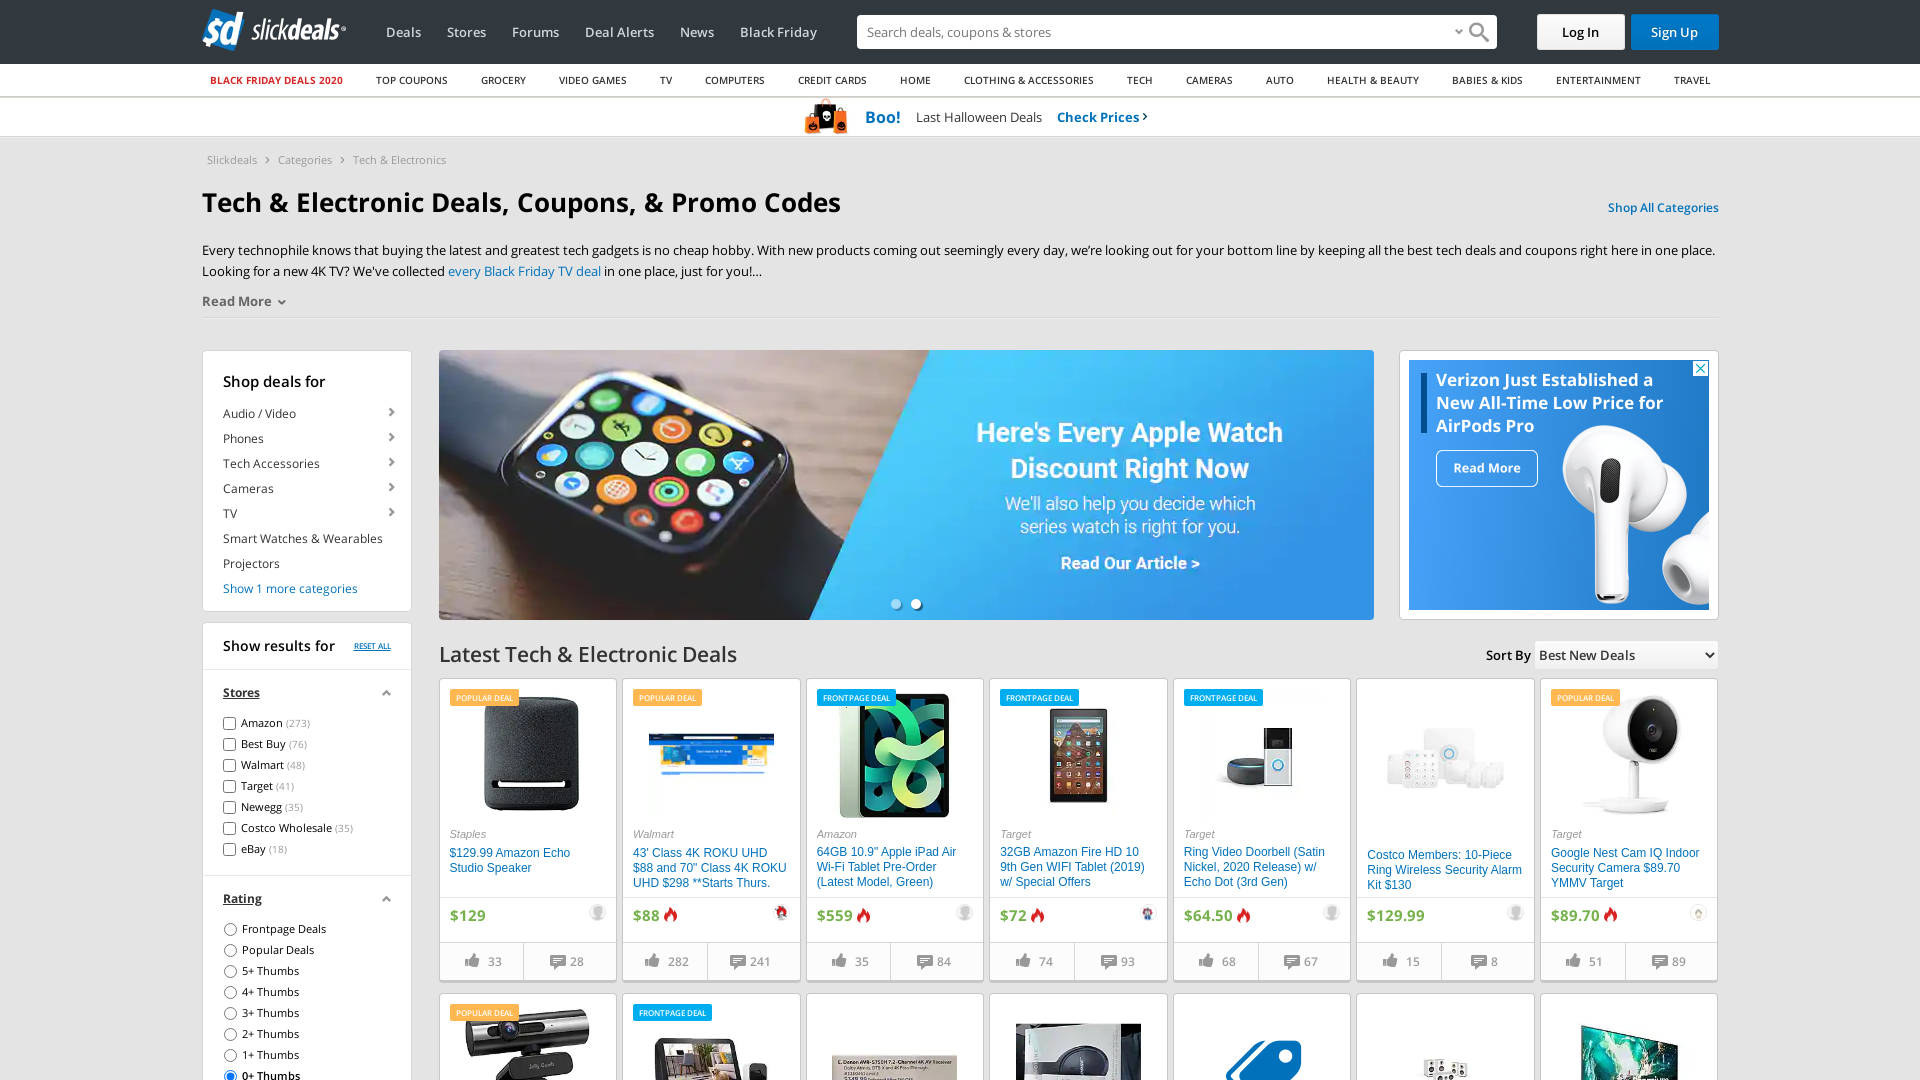 sd slickdeals
Deals
Stores
Forums
Deal Alerts
News
Black Friday
Search deals, coupons & stores
Log In
Sign Up
BLACK FRIDAY DEALS 2020
TOP COUPONS
GROCERY
VIDEO GAMES
TV
COMPUTERS
CREDIT CARDS
HOME
CLOTHING & ACCESSORIES
TECH
CAMERAS
AUTO
HEALTH & BEAUTY
BABIES & KIDS
ENTERTAINMENT
TRAVEL
Boo! Last Halloween Deals Check Prices
Slickdeals > Categories > Tech & Electronics
Tech & Electronic Deals, Coupons, & Promo Codes
Shop All Categories
Every technophile knows that buying the latest and greatest tech gadgets is no cheap hobby. With new products coming out seemingly every day, we’re looking out for your bottom line by keeping all the best tech deals and coupons right here in one place.
Looking for a new 4K TV? We've collected every Black Friday TV deal in one place, just for you!…
Read More
Shop deals for
Audio / Video
Phones
Tech Accessories
Cameras
TV
Smart Watches & Wearables
Projectors
Show 1 more categories
Show results for
RESET ALL
Stores
Amazon (273)
Best Buy (76)
Walmart (48)
Target (41)
Newegg (35)
Costco Wholesale (35)
eBay (18)
Rating
Frontpage Deals
Popular Deals
5+ Thumbs
4+ Thumbs
3+ Thumbs
2+ Thumbs
1+ Thumbs
0+ Thumbs
Here's Every Apple Watch
Discount Right Now
We'll also help you decide which
series watch is right for you.
Read Our Article >
Verizon Just Established a
New All-Time Low Price for
AirPods Pro
Read More
Latest Tech & Electronic Deals
Sort By Best New Deals
POPULAR DEAL
Staples
$129.99 Amazon Echo
Studio Speaker
$129
33
28
POPULAR DEAL
Walmart
43' Class 4K ROKU UHD
$88 and 70" Class 4K ROKU
UHD $298 **Starts Thurs.
$88
282
241
FRONTPAGE DEAL
Amazon
64GB 10.9" Apple iPad Air
Wi-Fi Tablet Pre-Order
(Latest Model, Green)
$559
35
84
FRONTPAGE DEAL
Target
32GB Amazon Fire HD 10
9th Gen WIFI Tablet (2019)
w/ Special Offers
$72
74
93
FRONTPAGE DEAL
Target
Ring Video Doorbell (Satin
Nickel, 2020 Release) w/
Echo Dot (3rd Gen)
$64.50
68
67
Costco Members: 10-Piece
Ring Wireless Security Alarm
Kit $130
$129.99
15
8
POPULAR DEAL
Target
Google Nest Cam IQ Indoor
Security Camera $89.70
YMMV Target
$89.70
51
89
POPULAR DEAL
FRONTPAGE DEAL